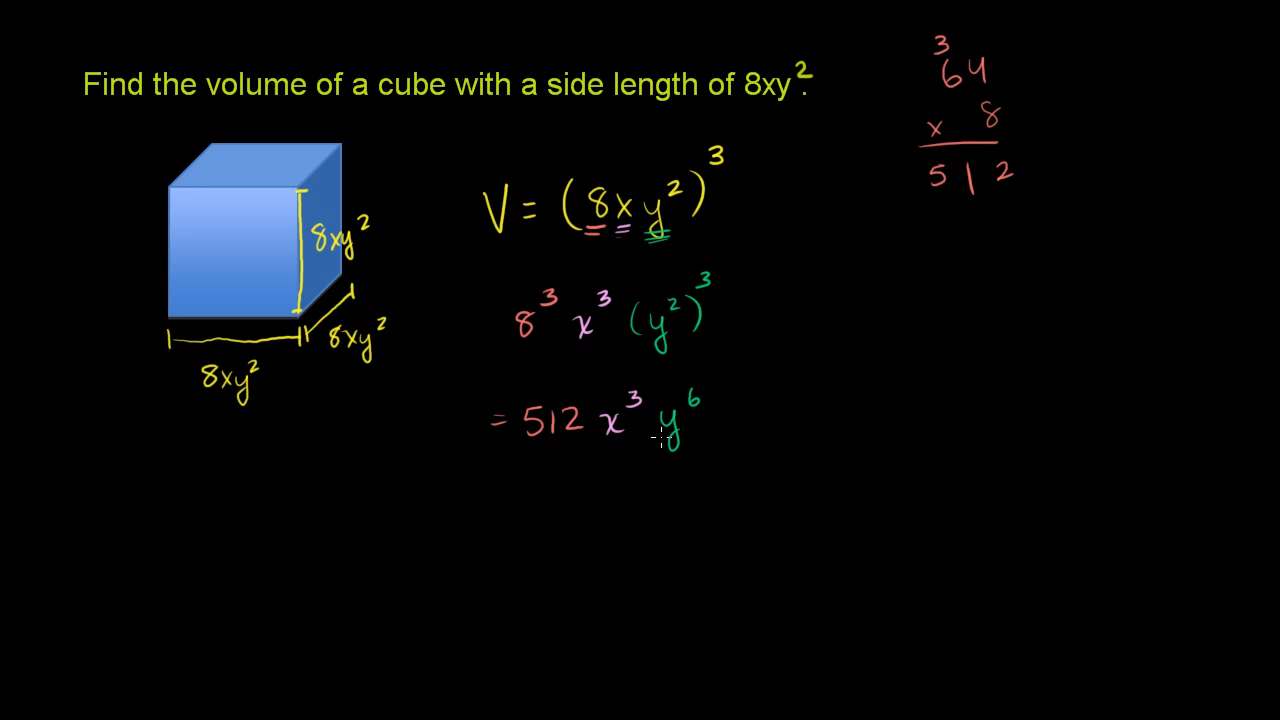 Find the volume of a cube with a side length of 8xy².
8xy²
8xy²
8xy²
V = (8xy²)³
8³ x³ (y²)³
= 512 x³ y⁶
3
64
x 8
512